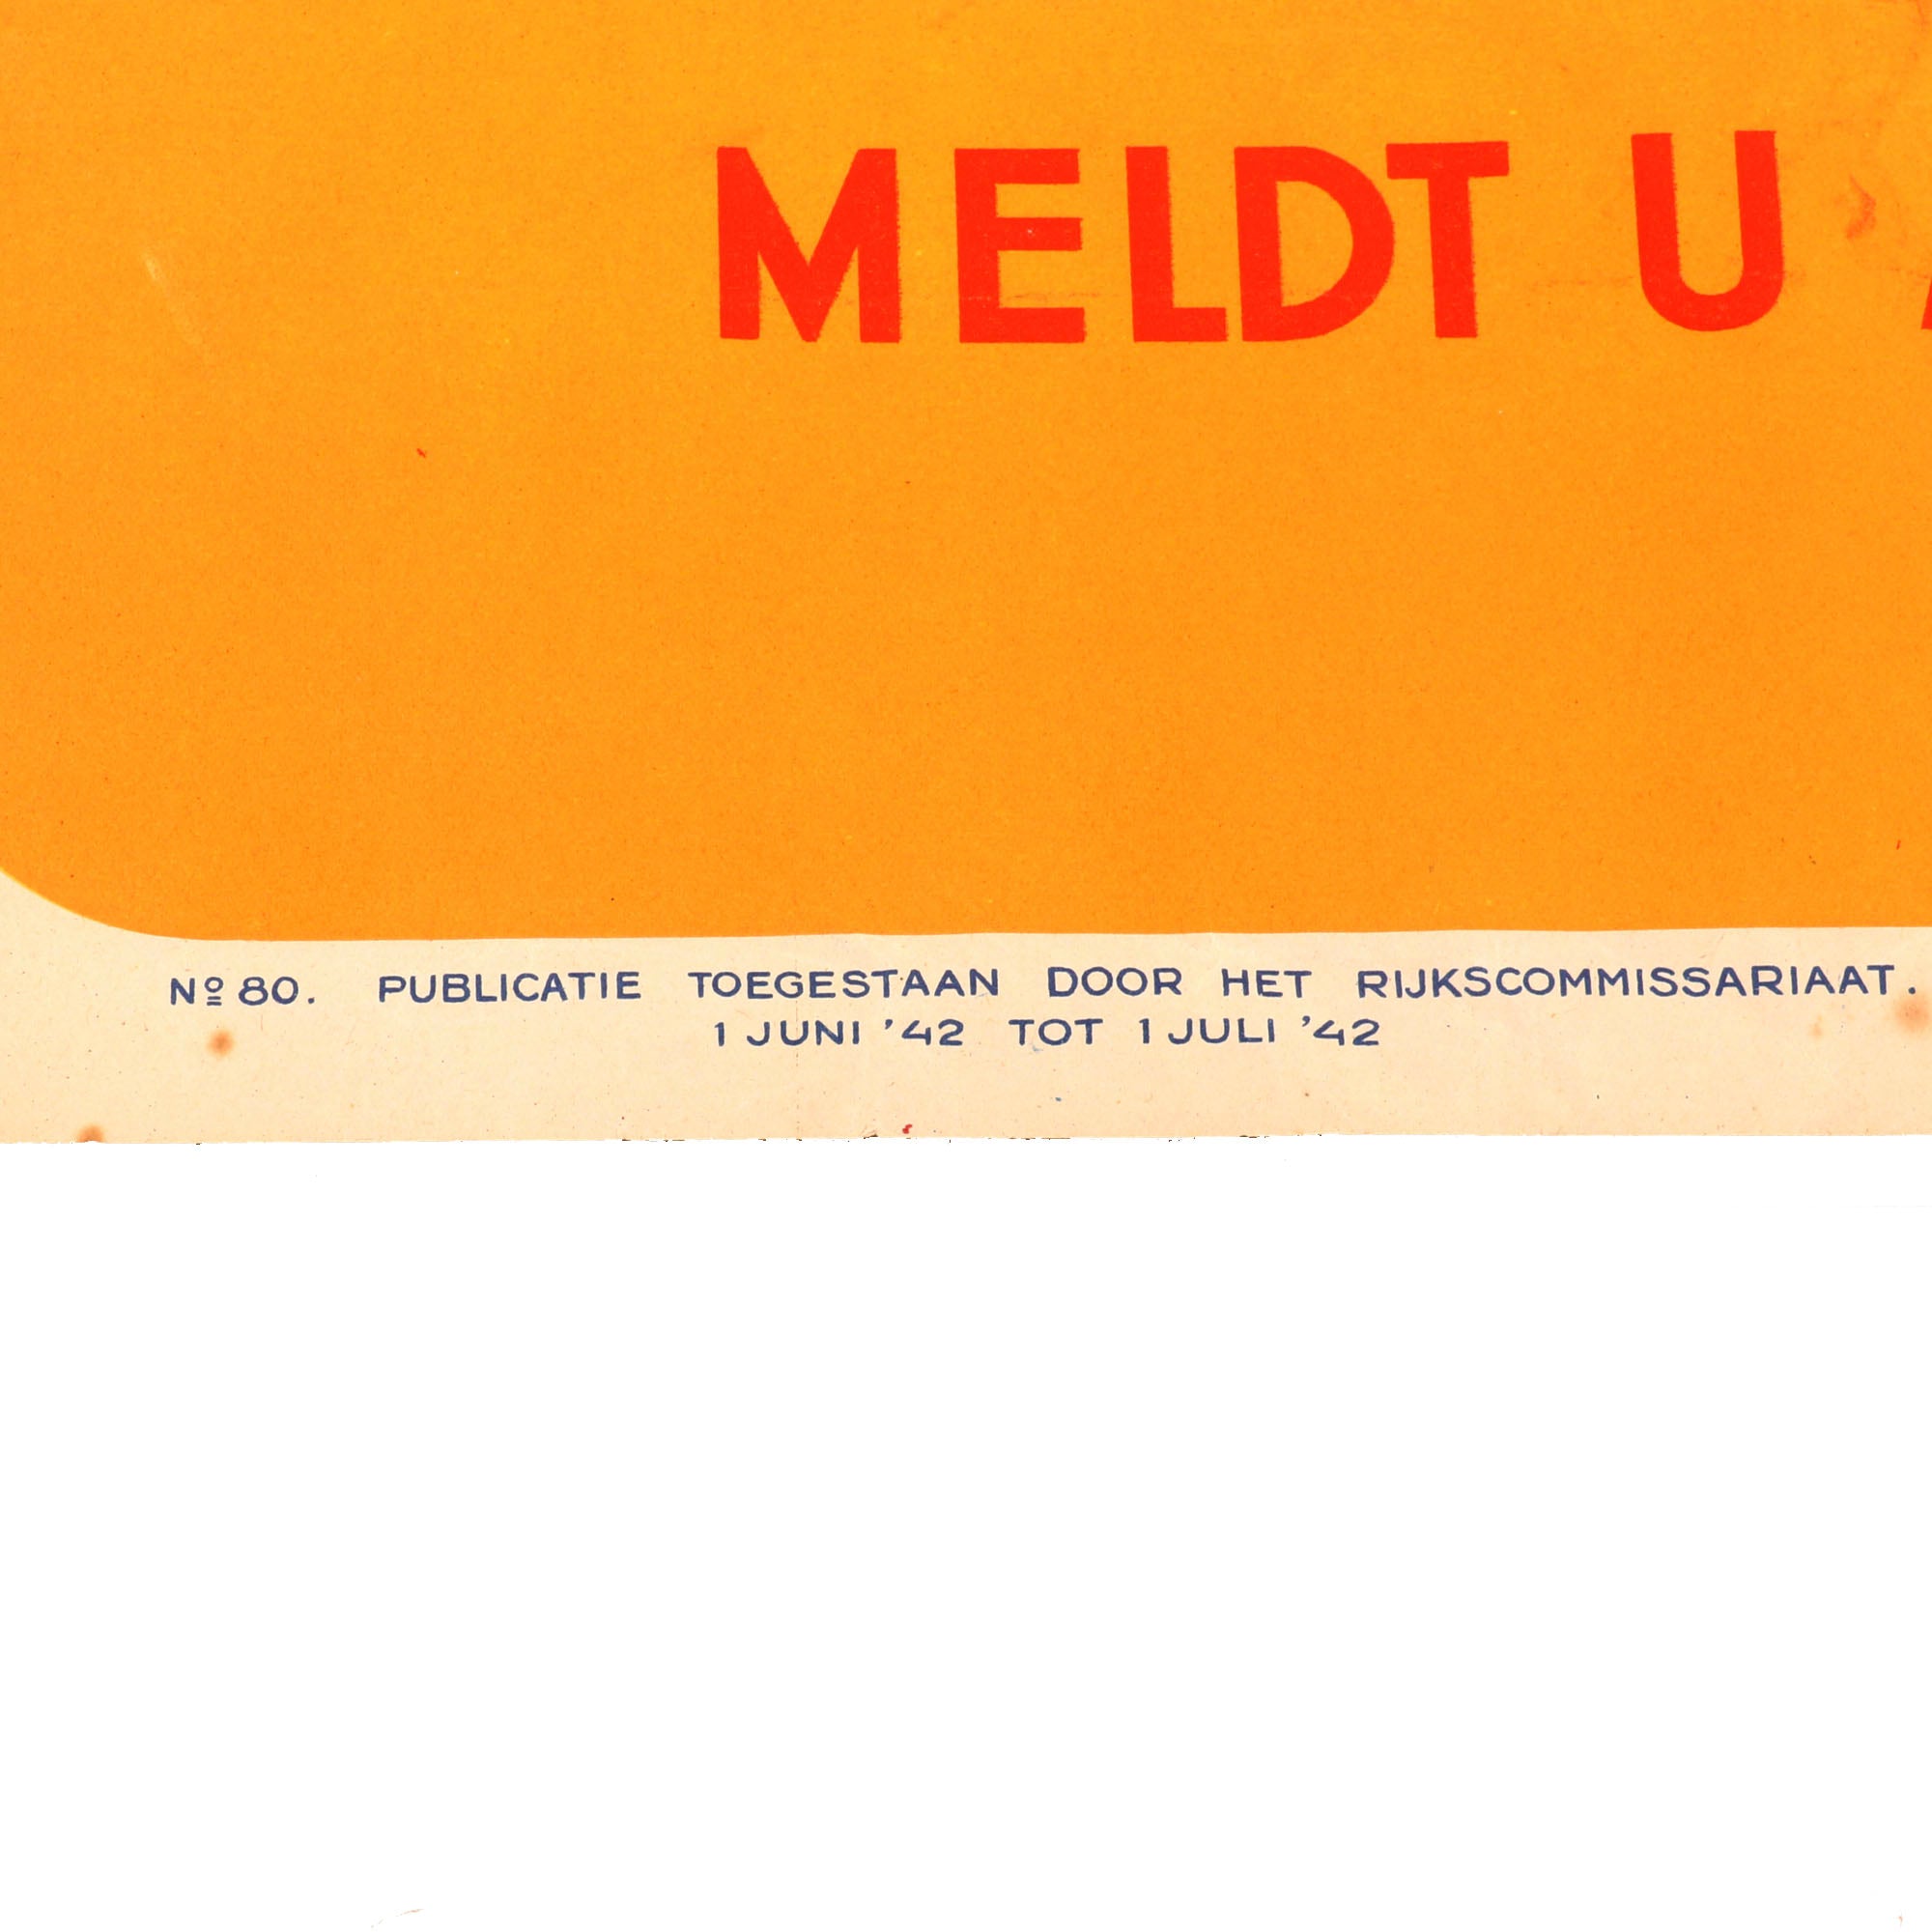 MELDT U
Nº 80. PUBLICATIE TOEGESTAAN DOOR HET RIJKSCOMMISSARIAAT.
1 JUNI '42 TOT 1 JULI '42